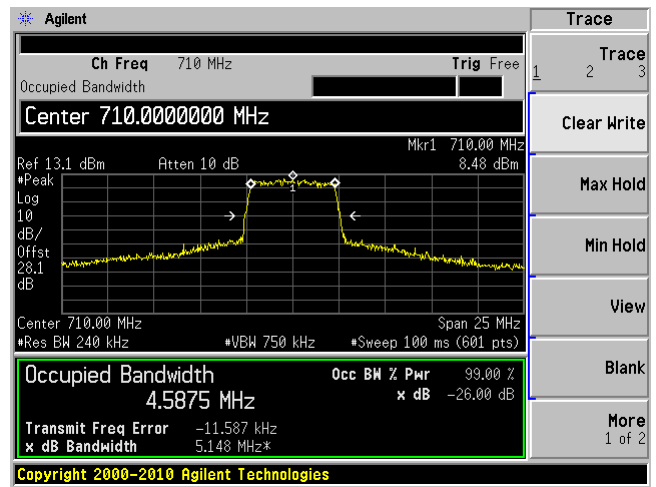 Agilent
Trace
Ch Freq 710 MHz Trig Free
Occupied Bandwidth
Center 710.0000000 MHz
Mkr1 710.00 MHz
Ref 13.1 dBm Atten 10 dB 8.48 dBm
#Peak
Log
10
dB/
Offst
28.1
dB
1
Center 710.00 MHz Span 25 MHz
#Res BW 240 kHz #VBW 750 kHz #Sweep 100 ms (601 pts)
Occupied Bandwidth Occ BW % Pwr 99.00 %
4.5875 MHz x dB -26.00 dB
Transmit Freq Error -11.587 kHz
x dB Bandwidth 5.148 MHz*
Copyright 2000-2010 Agilent Technologies
Trace
1 2 3
Clear Write
Max Hold
Min Hold
View
Blank
More
1 of 2